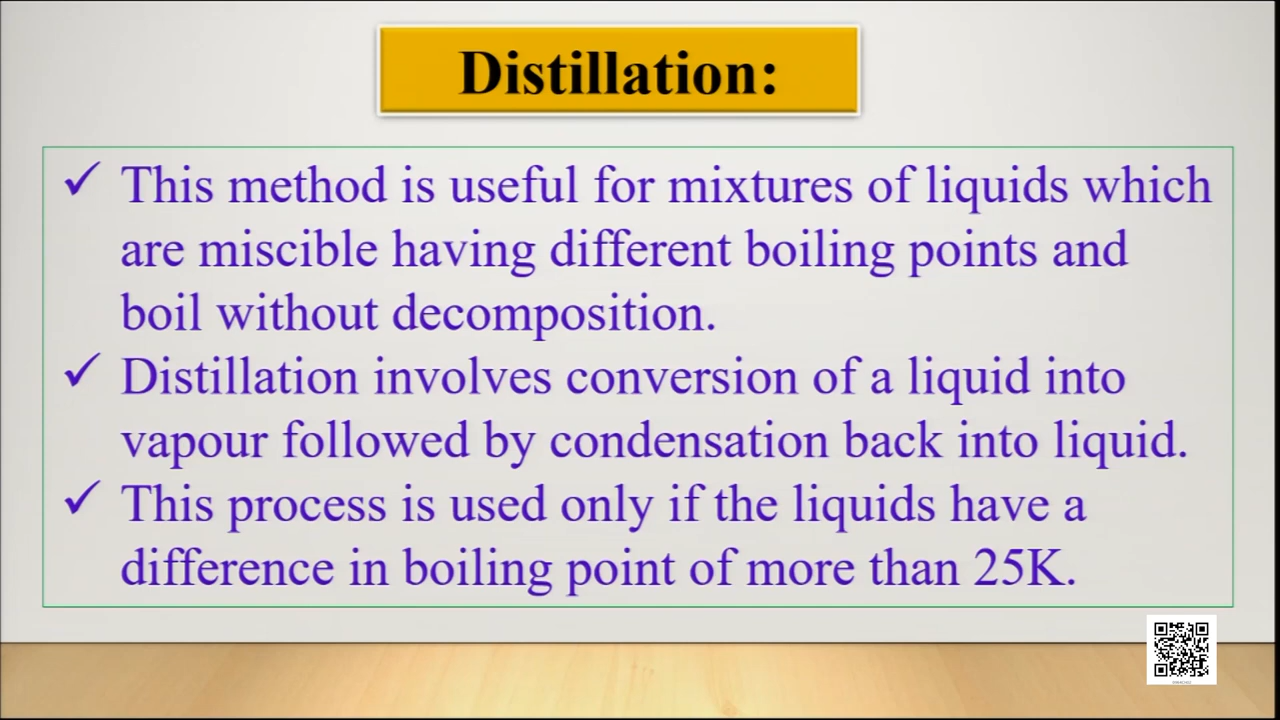 Distillation:
✓ This method is useful for mixtures of liquids which
are miscible having different boiling points and
boil without decomposition.
✓ Distillation involves conversion of a liquid into
vapour followed by condensation back into liquid.
✓ This process is used only if the liquids have a
difference in boiling point of more than 25K.